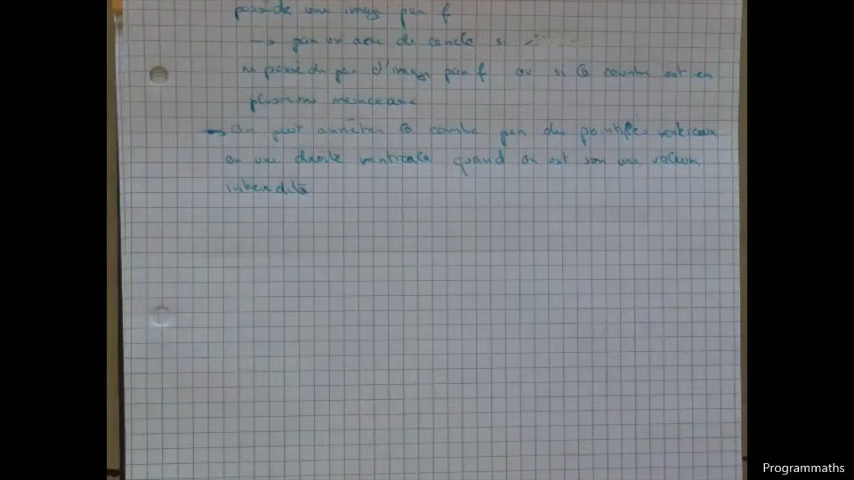 possède une image par f
→ par un arc de cercle si
ne possède pas d'image par f ou si la courbe est en
plusieurs morceaux
→ On peut arrêter la courbe par des pointillés verticaux
ou une droite verticale quand on est sur une valeur
interdite
Programmaths